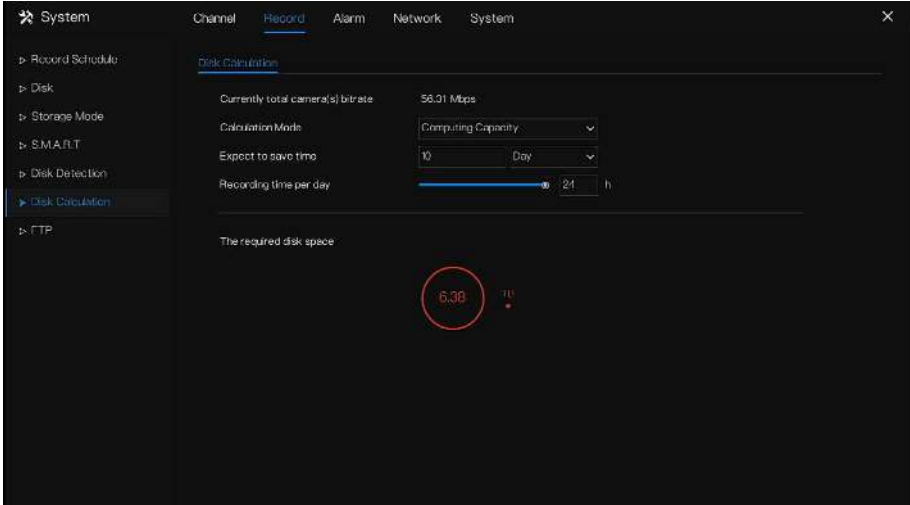 System
Channel Record Alarm Network System
Record Schedule
Disk
Storage Mode
S.M.A.R.T
Disk Detection
Disk Calculation
FTP
Disk Calculation
Currently total camera(s) bitrate 56.31 Mbps
Calculation Mode Computing Capacity
Expect to save time 10 Day
Recording time per day 24 h
The required disk space
6.38